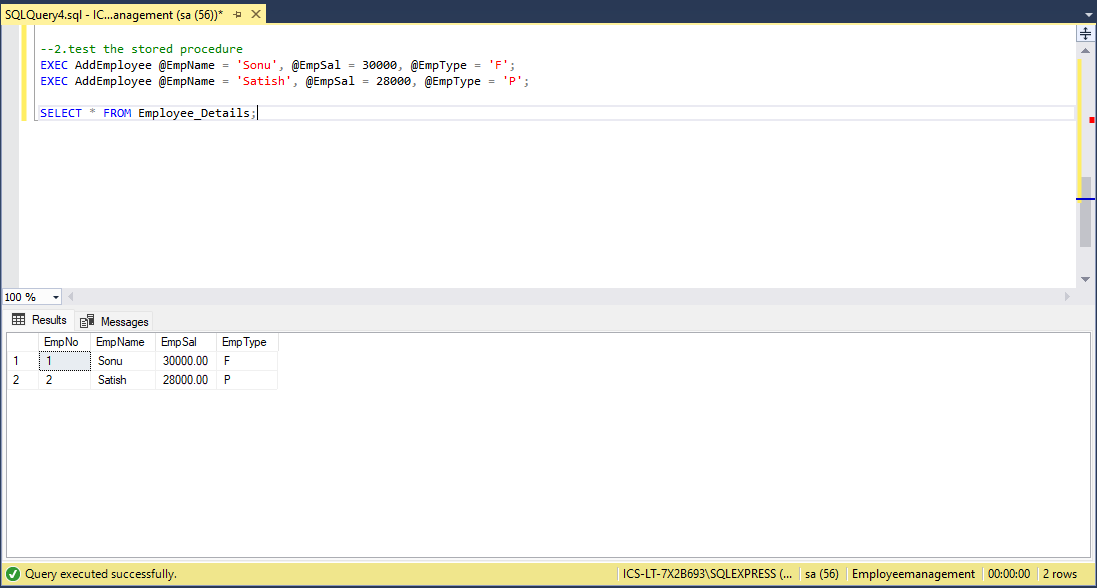 SQLQuery4.sql - IC...anagement (sa (56))*
--2.test the stored procedure
EXEC AddEmployee @EmpName = 'Sonu', @EmpSal = 30000, @EmpType = 'F';
EXEC AddEmployee @EmpName = 'Satish', @EmpSal = 28000, @EmpType = 'P';
SELECT * FROM Employee_Details;
100 %
Results Messages
EmpNo EmpName EmpSal EmpType
1 1 Sonu 30000.00 F
2 2 Satish 28000.00 P
Query executed successfully. ICS-LT-7X2B693\SQLEXPRESS (... sa (56) Employeemanagement 00:00:00 2 rows